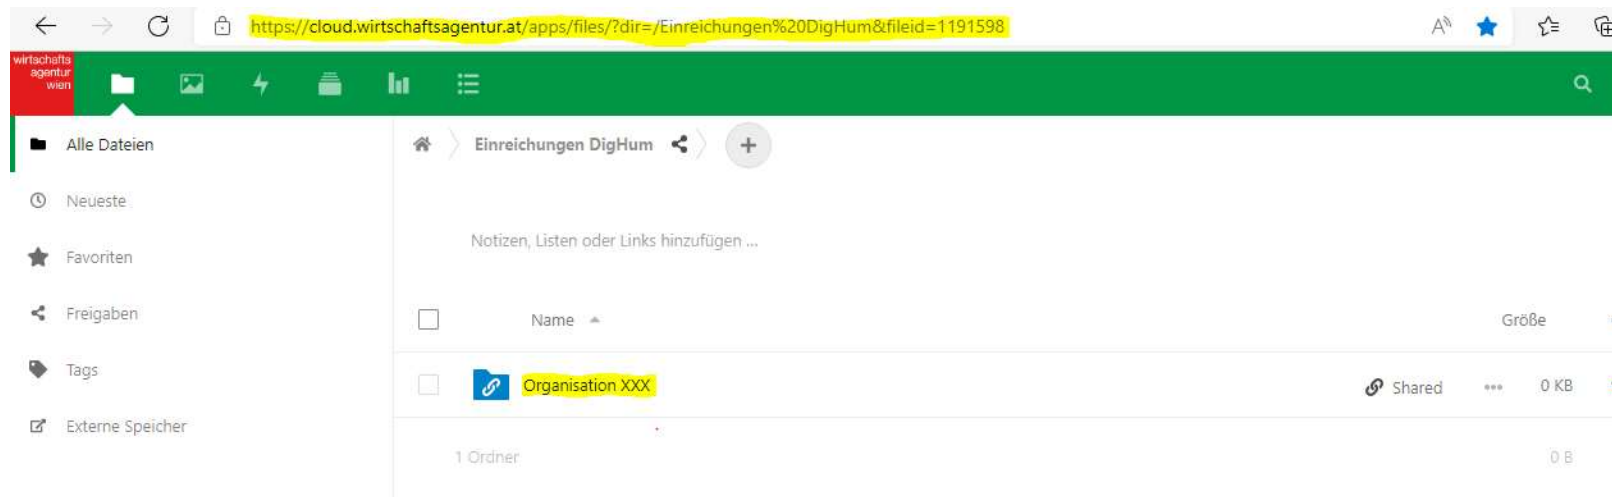 https://cloud.wirtschaftsagentur.at/apps/files/?dir=/Einreichungen%20DigHum&fileid=1191598
wirtschafts
agentur
wien
Alle Dateien
Neueste
Favoriten
Freigaben
Tags
Externe Speicher
Einreichungen DigHum
Notizen, Listen oder Links hinzufügen ...
Name Größe
Organisation XXX Shared 0 KB
1 Ordner 0 B